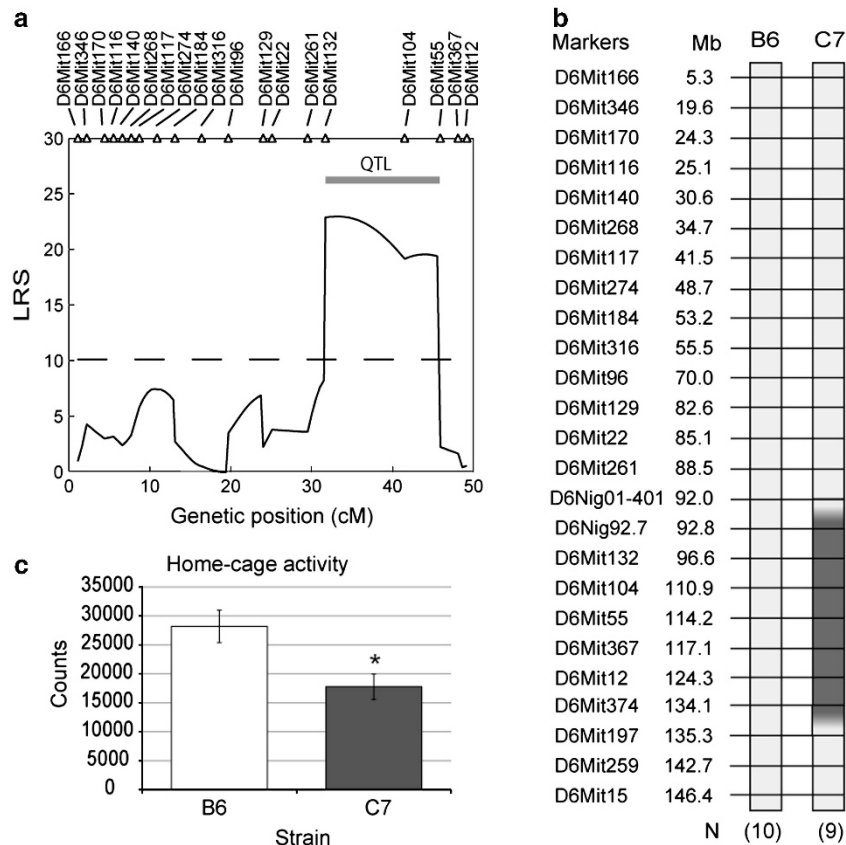 a
D6Mit166
D6Mit346
D6Mit170
D6Mit116
D6Mit140
D6Mit268
D6Mit117
D6Mit274
D6Mit184
D6Mit316
D6Mit96
D6Mit129
D6Mit22
D6Mit261
D6Mit132
D6Mit104
D6Mit55
D6Mit367
D6Mit12
30
25
20
15
10
5
0
LRS
QTL
0 10 20 30 40 50
Genetic position (cM)
b
Markers Mb B6 C7
D6Mit166 5.3
D6Mit346 19.6
D6Mit170 24.3
D6Mit116 25.1
D6Mit140 30.6
D6Mit268 34.7
D6Mit117 41.5
D6Mit274 48.7
D6Mit184 53.2
D6Mit316 55.5
D6Mit96 70.0
D6Mit129 82.6
D6Mit22 85.1
D6Mit261 88.5
D6Nig01-401 92.0
D6Nig92.7 92.8
D6Mit132 96.6
D6Mit104 110.9
D6Mit55 114.2
D6Mit367 117.1
D6Mit12 124.3
D6Mit374 134.1
D6Mit197 135.3
D6Mit259 142.7
D6Mit15 146.4
N (10) (9)
c
Home-cage activity
35000
30000
25000
20000
15000
10000
5000
0
Counts
*
B6 C7
Strain